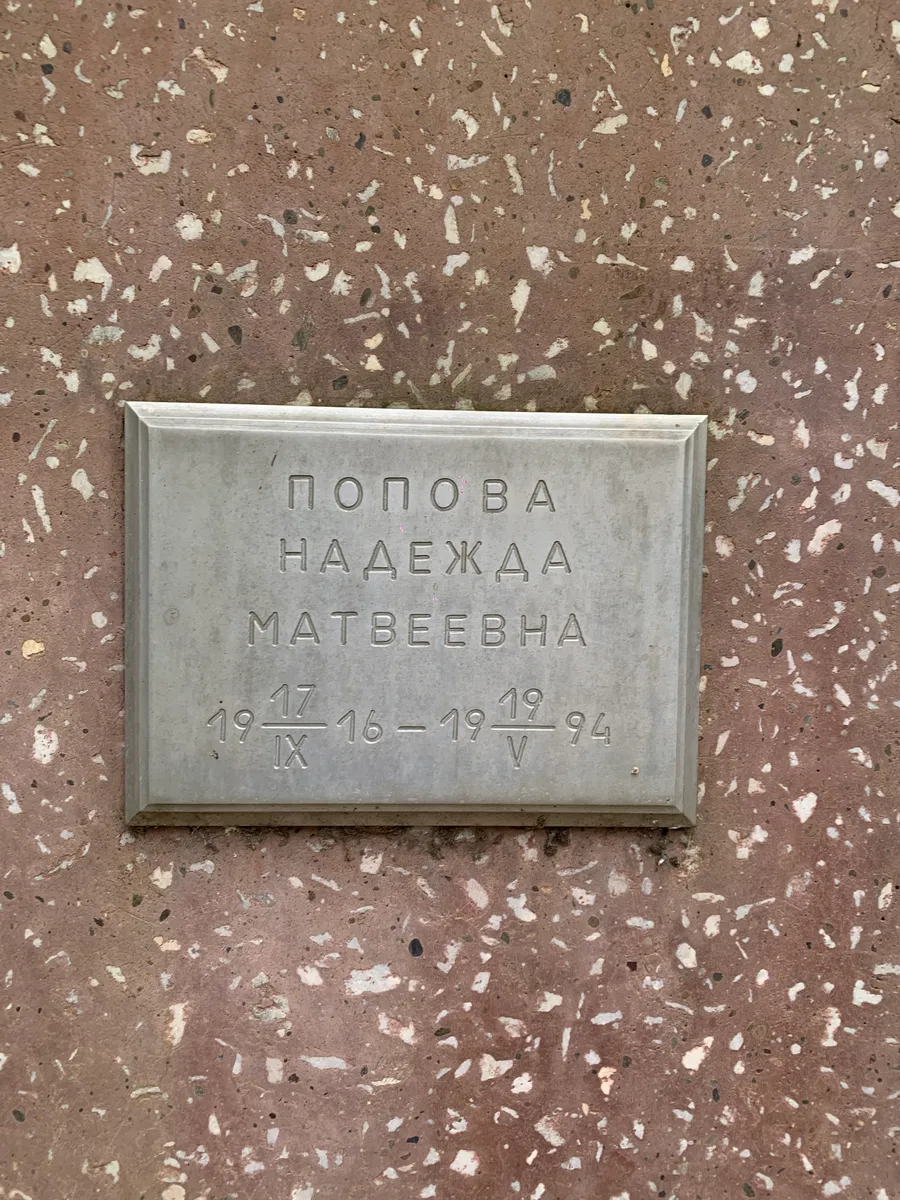 ПОПОВА
НАДЕЖДА
МАТВЕЕВНА
19 17/IX 16 – 19 19/V 94